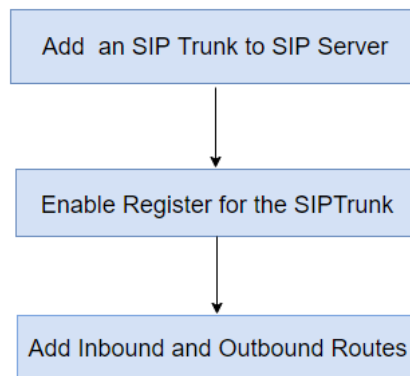 Add an SIP Trunk to SIP Server
Enable Register for the SIPTrunk
Add Inbound and Outbound Routes